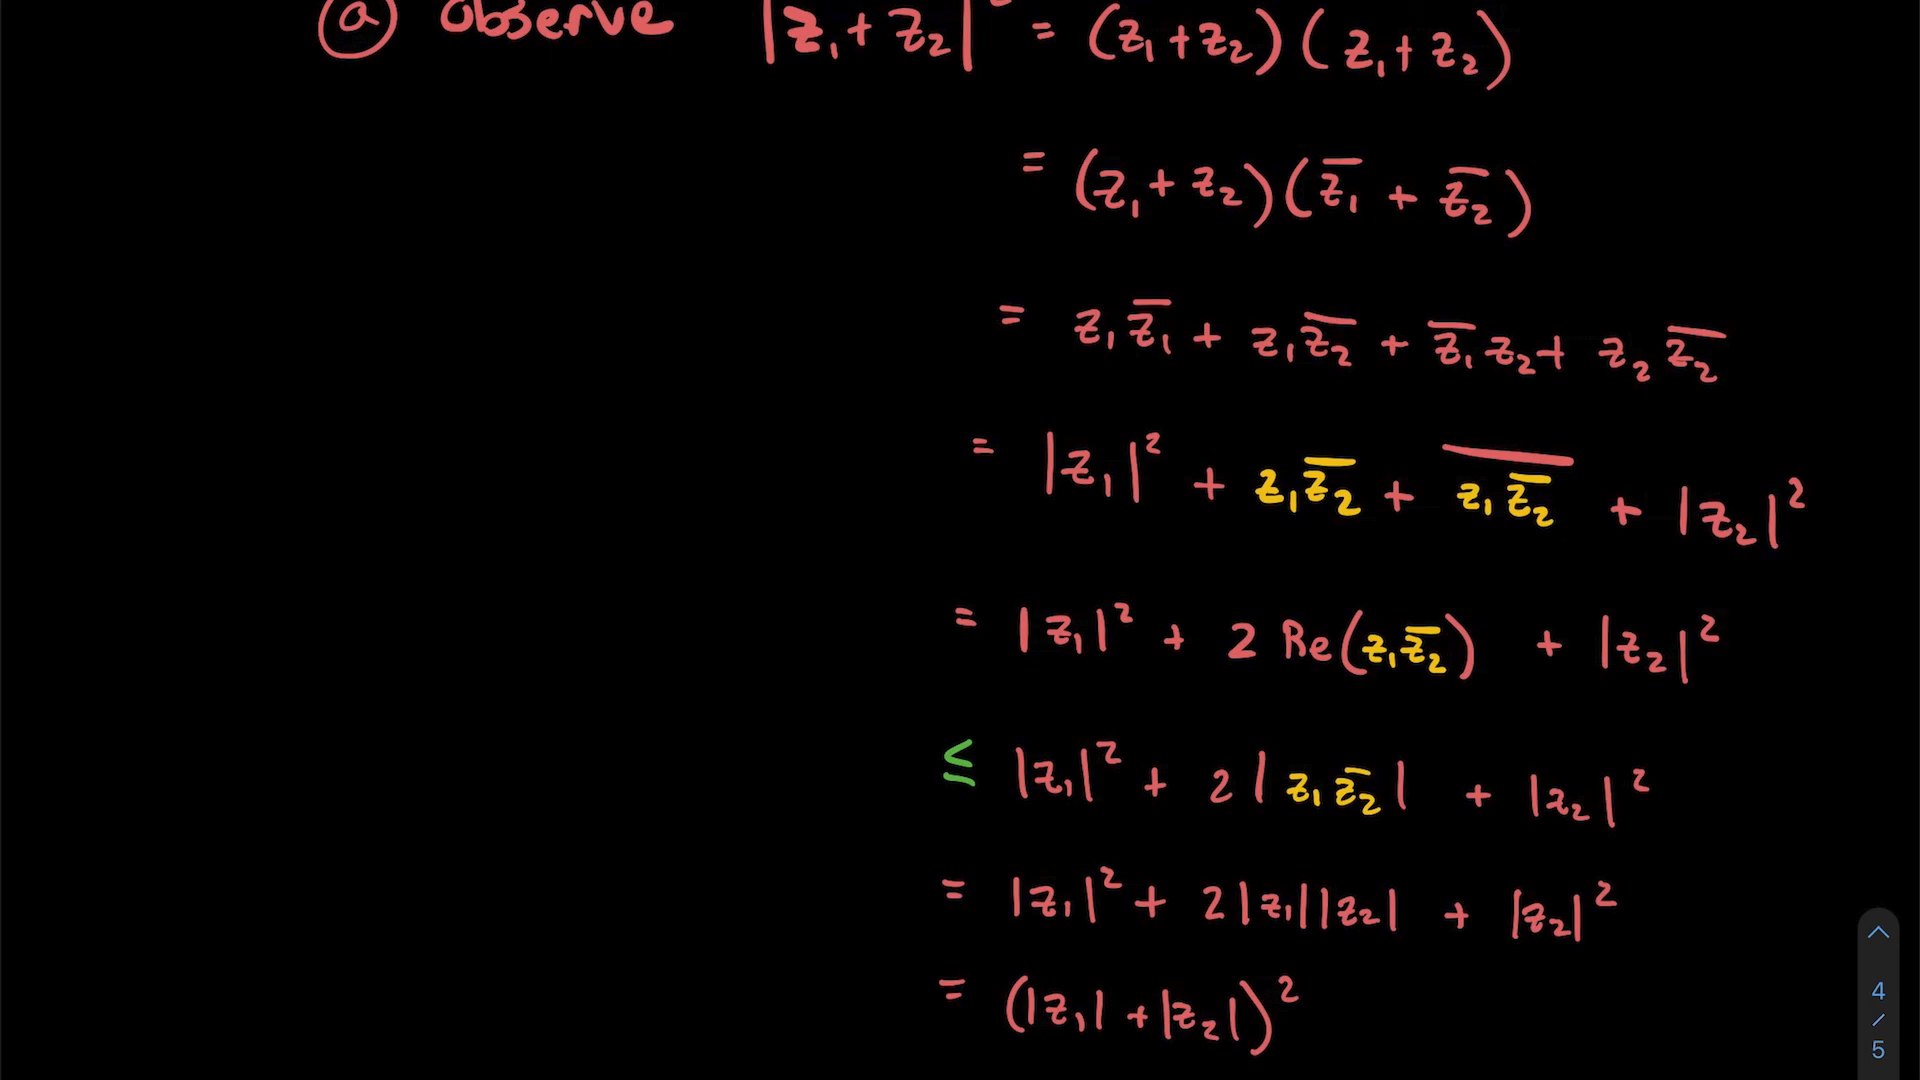 ⓐ Observe |z₁ + z₂|² = (z₁ + z₂)(z₁ + z₂)
= (z₁ + z₂)(z̅₁ + z̅₂)
= z₁z̅₁ + z₁z̅₂ + z̅₁z₂ + z₂z̅₂
= |z₁|² + z₁z̅₂ + \overline{z₁z̅₂} + |z₂|²
= |z₁|² + 2 Re(z₁z̅₂) + |z₂|²
≤ |z₁|² + 2|z₁z̅₂| + |z₂|²
= |z₁|² + 2|z₁||z₂| + |z₂|²
= (|z₁| + |z₂|)²
4
/
5